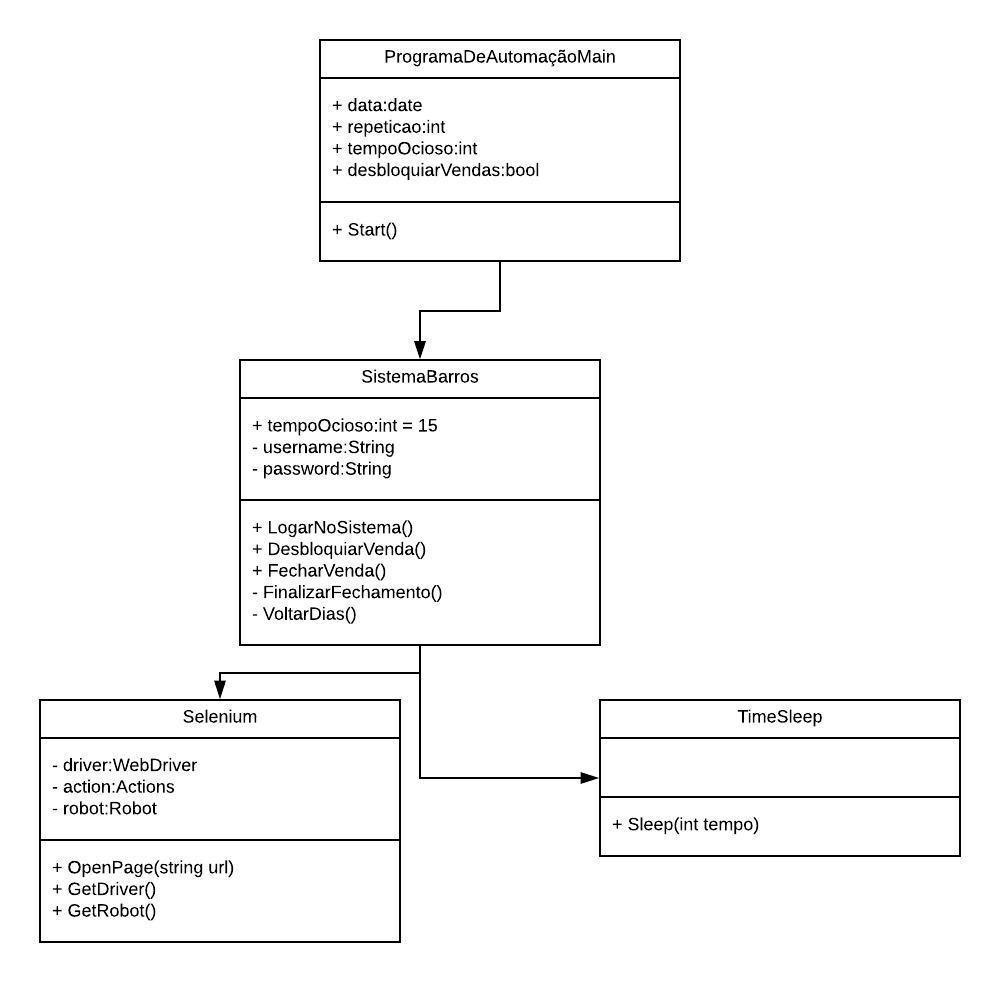 ProgramaDeAutomaçãoMain
+ data:date
+ repeticao:int
+ tempoOcioso:int
+ desbloquiarVendas:bool
+ Start()
SistemaBarros
+ tempoOcioso:int = 15
- username:String
- password:String
+ LogarNoSistema()
+ DesbloquiarVenda()
+ FecharVenda()
- FinalizarFechamento()
- VoltarDias()
Selenium
- driver:WebDriver
- action:Actions
- robot:Robot
+ OpenPage(string url)
+ GetDriver()
+ GetRobot()
TimeSleep
+ Sleep(int tempo)